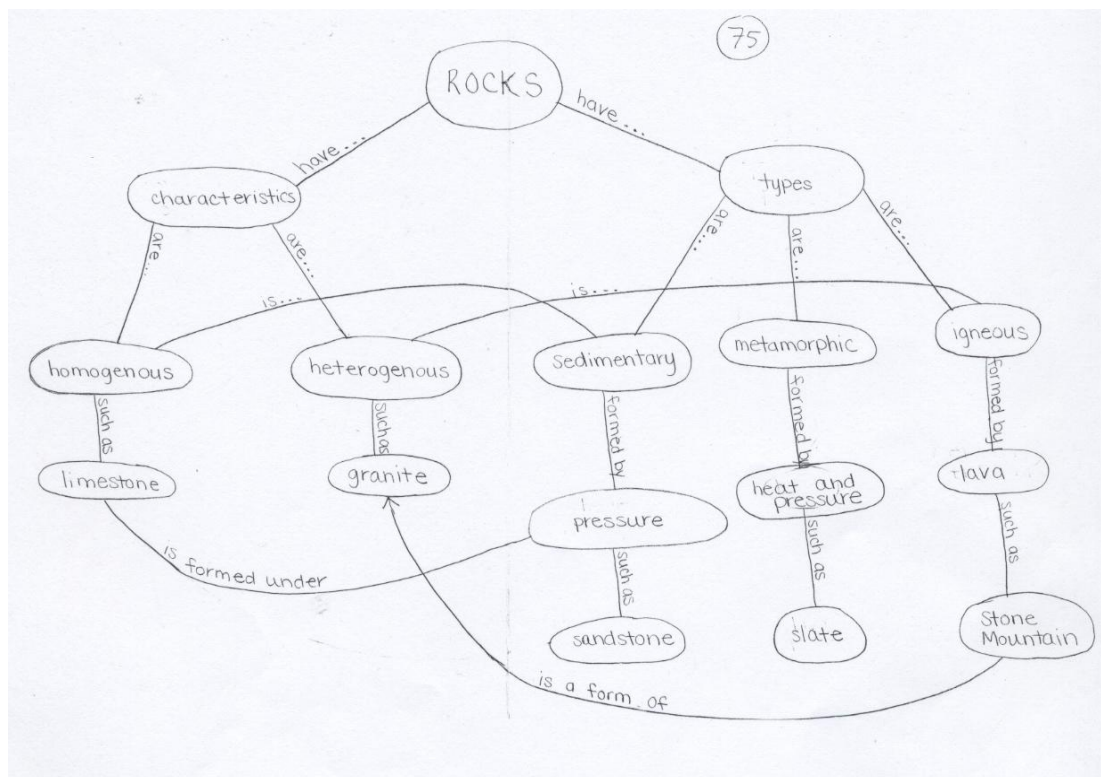 75
ROCKS
have...
have...
characteristics
types
are...
are...
are...
are...
are...
is...
is...
homogenous
heterogenous
sedimentary
metamorphic
igneous
such as
such as
formed by
formed by
formed by
limestone
granite
pressure
heat and
pressure
lava
is formed under
such as
such as
such as
sandstone
slate
Stone
Mountain
is a form of